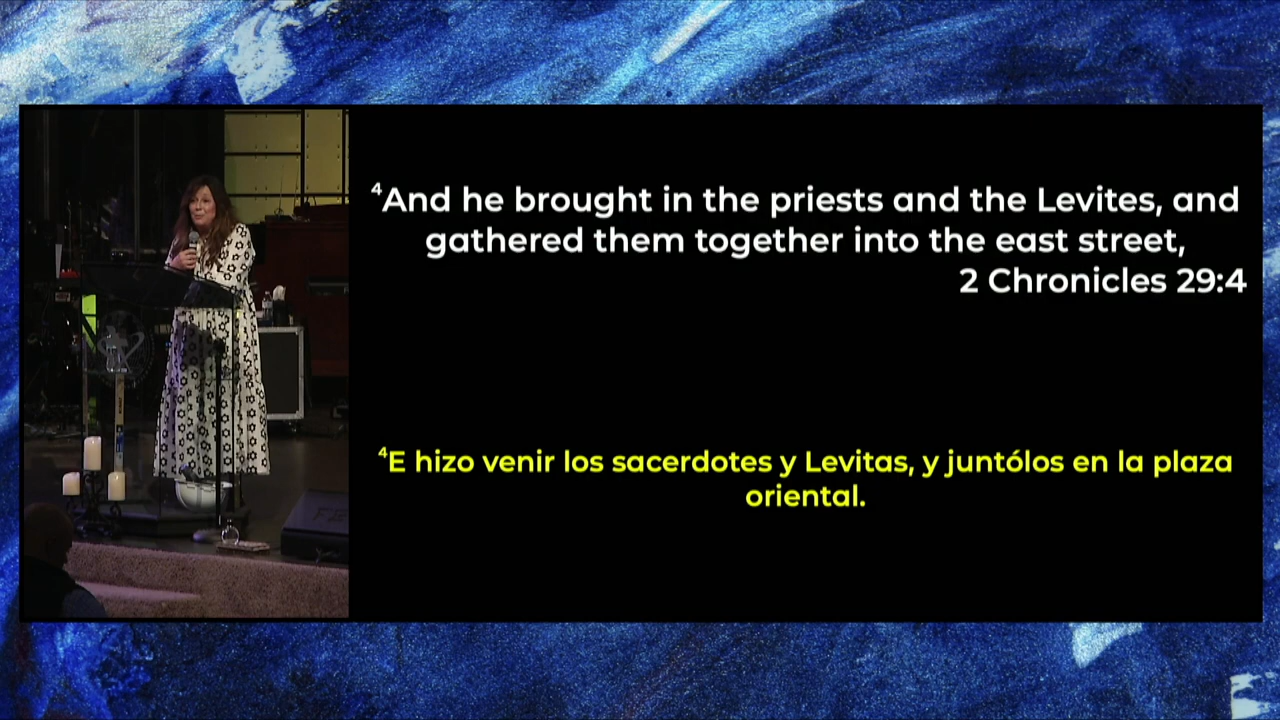 ⁴And he brought in the priests and the Levites, and
gathered them together into the east street,
2 Chronicles 29:4
⁴E hizo venir los sacerdotes y Levitas, y juntólos en la plaza
oriental.